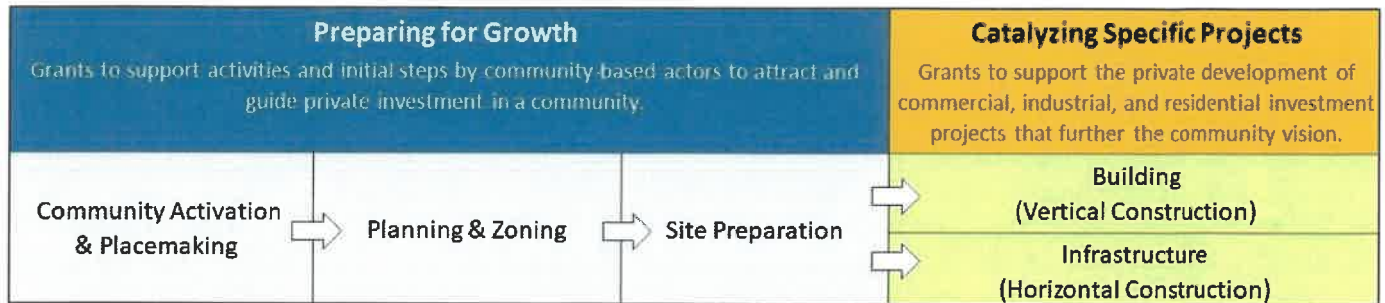 Preparing for Growth
Grants to support activities and initial steps by community-based actors to attract and
guide private investment in a community.
Catalyzing Specific Projects
Grants to support the private development of
commercial, industrial, and residential investment
projects that further the community vision.
Community Activation
& Placemaking
Planning & Zoning
Site Preparation
Building
(Vertical Construction)
Infrastructure
(Horizontal Construction)